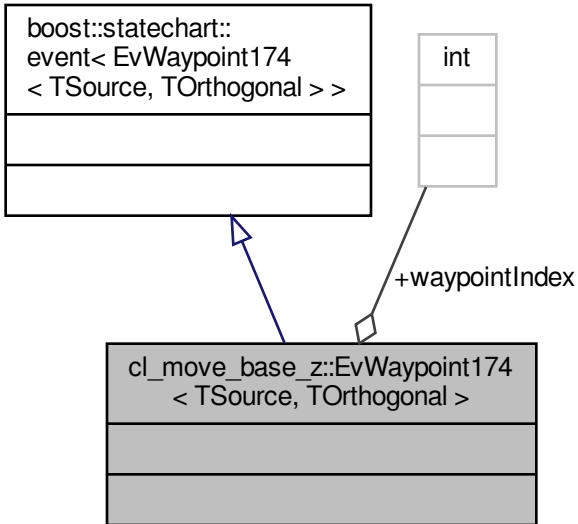 boost::statechart::
event< EvWaypoint174
< TSource, TOrthogonal > >
int
+waypointIndex
cl_move_base_z::EvWaypoint174
< TSource, TOrthogonal >